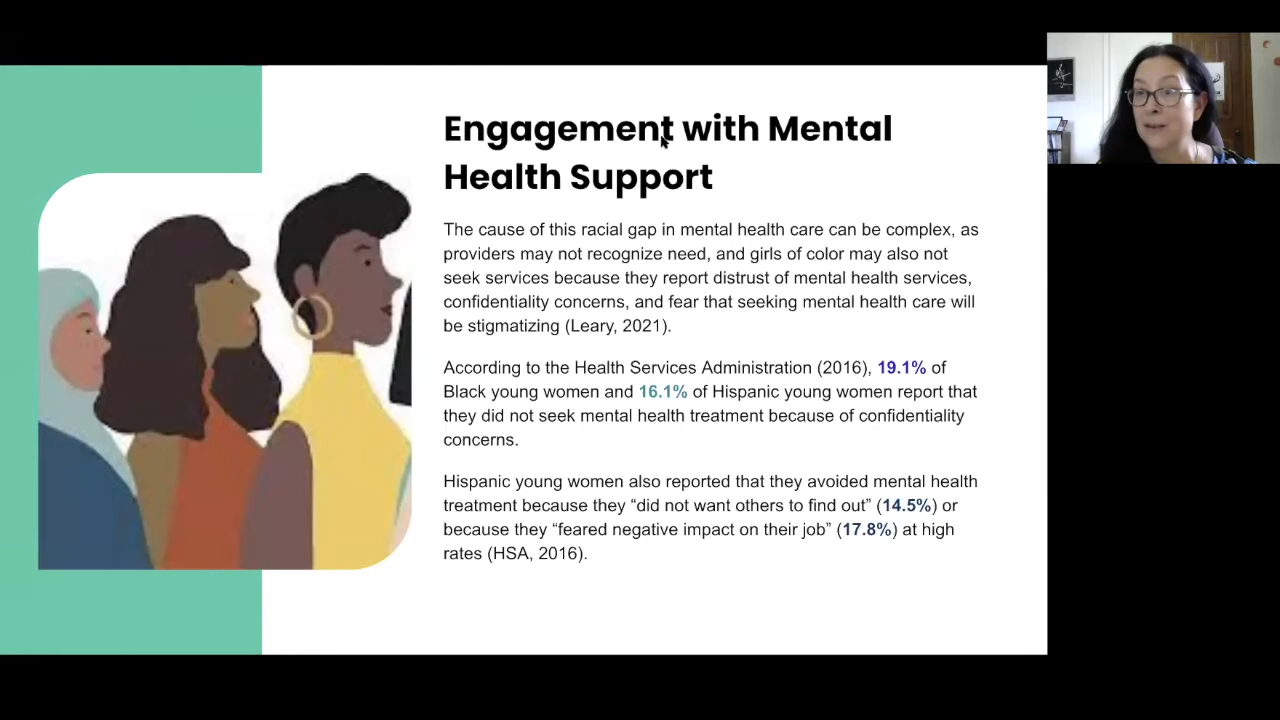 Engagement with Mental
Health Support
The cause of this racial gap in mental health care can be complex, as
providers may not recognize need, and girls of color may also not
seek services because they report distrust of mental health services,
confidentiality concerns, and fear that seeking mental health care will
be stigmatizing (Leary, 2021).
According to the Health Services Administration (2016), 19.1% of
Black young women and 16.1% of Hispanic young women report that
they did not seek mental health treatment because of confidentiality
concerns.
Hispanic young women also reported that they avoided mental health
treatment because they “did not want others to find out” (14.5%) or
because they “feared negative impact on their job” (17.8%) at high
rates (HSA, 2016).